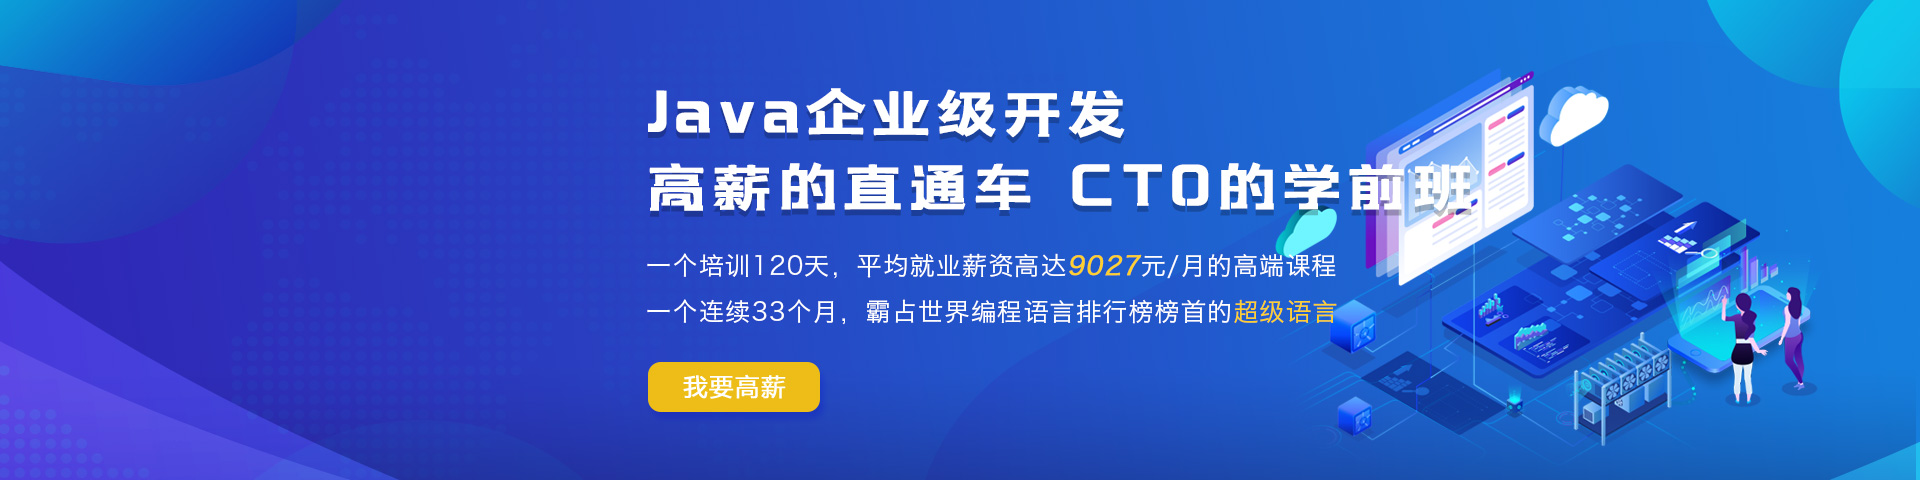 Java企业级开发
高薪的直通车 CTO的学前班
一个培训120天，平均就业薪资高达9027元/月的高端课程
一个连续33个月，霸占世界编程语言排行榜榜首的超级语言
我要高薪